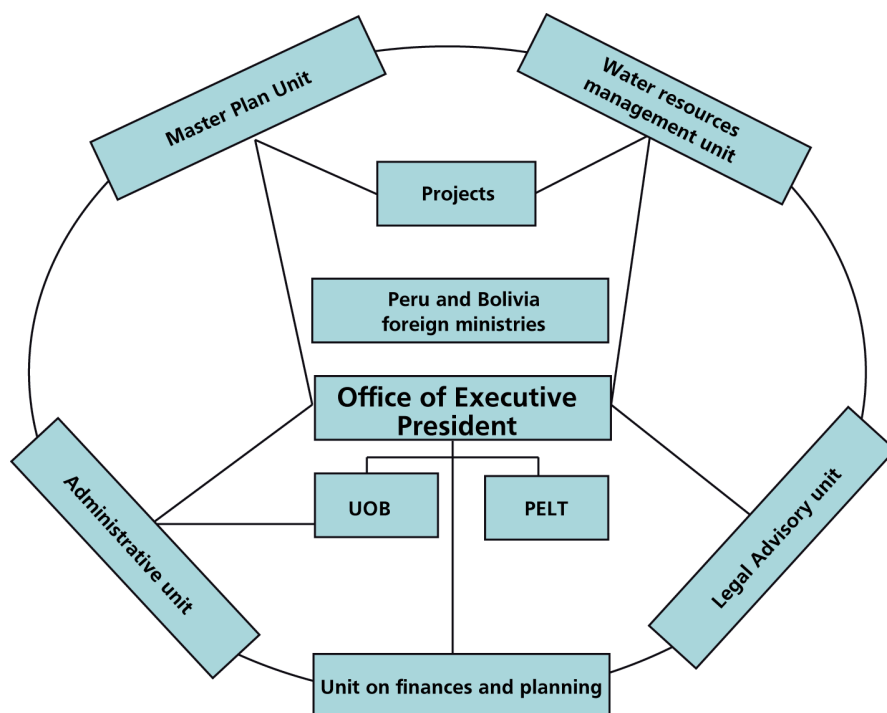 Master Plan Unit
Water resources
management unit
Projects
Peru and Bolivia
foreign ministries
Office of Executive
President
UOB
PELT
Administrative unit
Legal Advisory unit
Unit on finances and planning